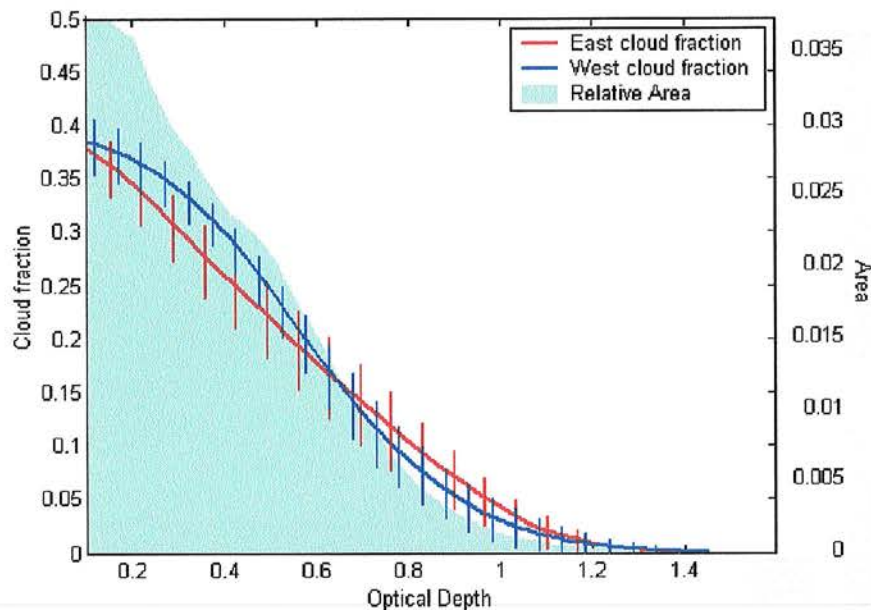 0.5
0.45
0.4
0.35
0.3
0.25
0.2
0.15
0.1
0.05
0
Cloud fraction
East cloud fraction
West cloud fraction
Relative Area
0.035
0.03
0.025
0.02
0.015
0.01
0.005
0
Area
0.2 0.4 0.6 0.8 1 1.2 1.4
Optical Depth